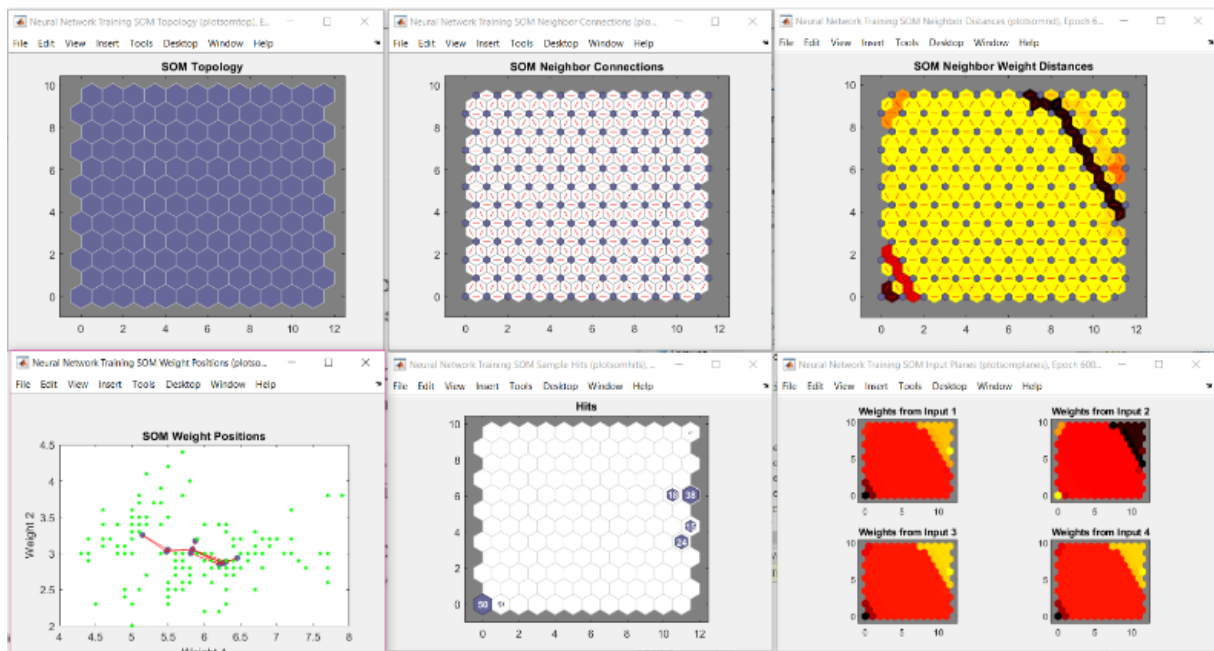 Neural Network Training SOM Topology (plotsomtop), E...
File Edit View Insert Tools Desktop Window Help
SOM Topology
10
8
6
4
2
0
0 2 4 6 8 10 12
Neural Network Training SOM Neighbor Connections (plo...
File Edit View Insert Tools Desktop Window Help
SOM Neighbor Connections
10
8
6
4
2
0
0 2 4 6 8 10 12
Neural Network Training SOM Neighbor Distances (plotsomnd), Epoch 6...
File Edit View Insert Tools Desktop Window Help
SOM Neighbor Weight Distances
10
8
6
4
2
0
0 2 4 6 8 10 12
Neural Network Training SOM Weight Positions (plotso...
File Edit View Insert Tools Desktop Window Help
SOM Weight Positions
4.5
4
3.5
3
2.5
2
Weight 2
4 4.5 5 5.5 6 6.5 7 7.5 8
Weight 1
Neural Network Training SOM Sample Hits (plotsomhits), ...
File Edit View Insert Tools Desktop Window Help
Hits
10
8
6
4
2
0
18 38
24
50
0 2 4 6 8 10 12
Neural Network Training SOM Input Planes (plotsomplanes), Epoch 600...
File Edit View Insert Tools Desktop Window Help
Weights from Input 1
10
5
0
0 5 10
Weights from Input 2
10
5
0
0 5 10
Weights from Input 3
10
5
0
0 5 10
Weights from Input 4
10
5
0
0 5 10